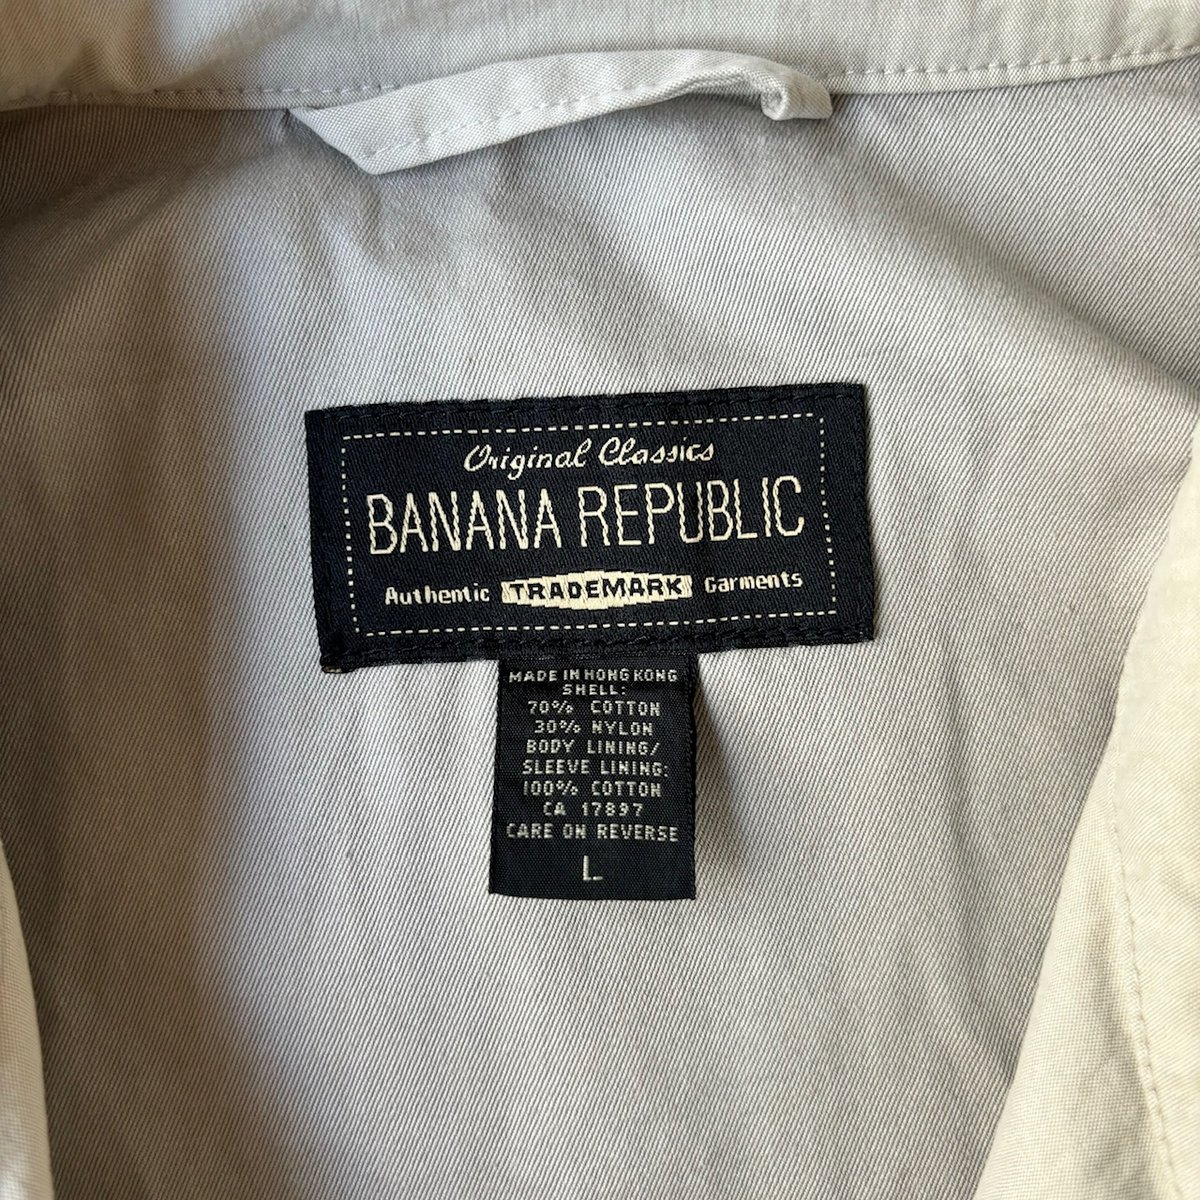 Original Classics
BANANA REPUBLIC
Authentic TRADEMARK Garments
MADE IN HONG KONG
SHELL:
70% COTTON
30% NYLON
BODY LINING/
SLEEVE LINING:
100% COTTON
CA 17897
CARE ON REVERSE
L